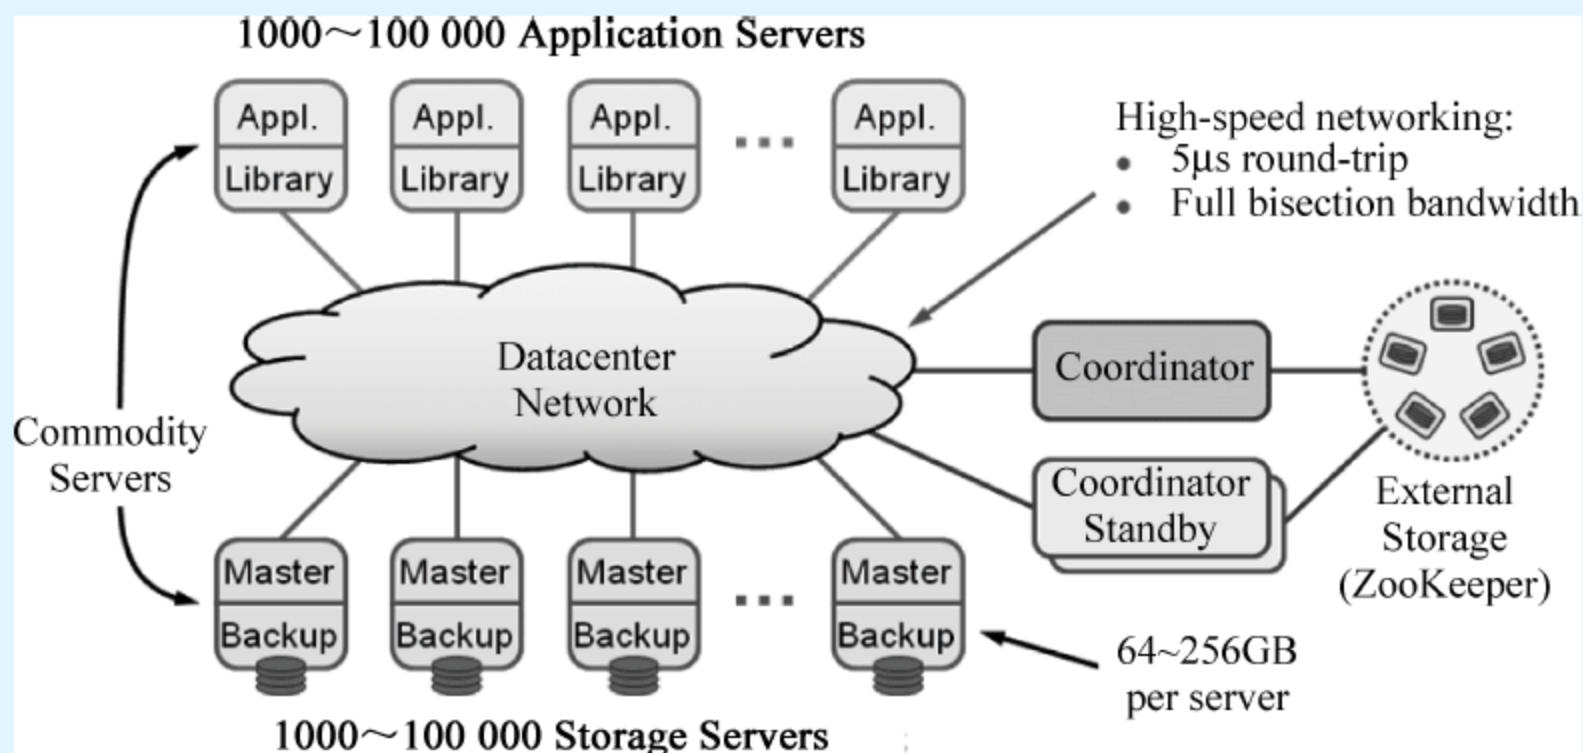 1000～100 000 Application Servers
Appl.
Library
Appl.
Library
Appl.
Library
Appl.
Library
High-speed networking:
• 5μs round-trip
• Full bisection bandwidth
Datacenter
Network
Coordinator
Commodity
Servers
Coordinator
Standby
External
Storage
(ZooKeeper)
Master
Backup
Master
Backup
Master
Backup
Master
Backup
64~256GB
per server
1000～100 000 Storage Servers